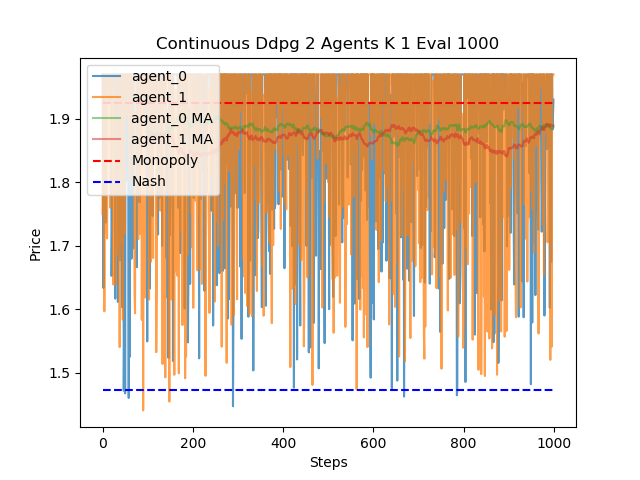 Continuous Ddpg 2 Agents K 1 Eval 1000
agent_0
agent_1
agent_0 MA
agent_1 MA
Monopoly
Nash
Price
1.9
1.8
1.7
1.6
1.5
0
200
400
600
800
1000
Steps